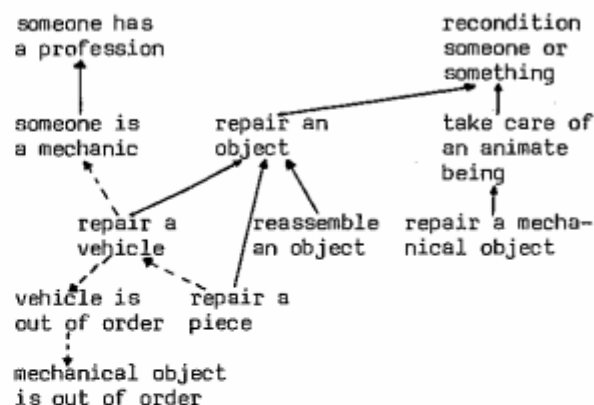 someone has
a profession
recondition
someone or
something
someone is
a mechanic
repair an
object
take care of
an animate
being
repair a
vehicle
reassemble
an object
repair a mecha-
nical object
vehicle is
out of order
repair a
piece
mechanical object
is out of order